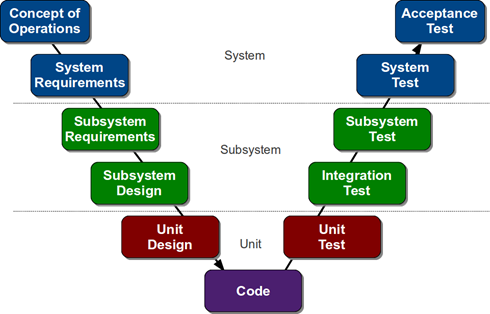 Concept of
Operations
Acceptance
Test
System
Requirements
System
System
Test
Subsystem
Requirements
Subsystem
Test
Subsystem
Subsystem
Design
Integration
Test
Unit
Design
Unit
Unit
Test
Code